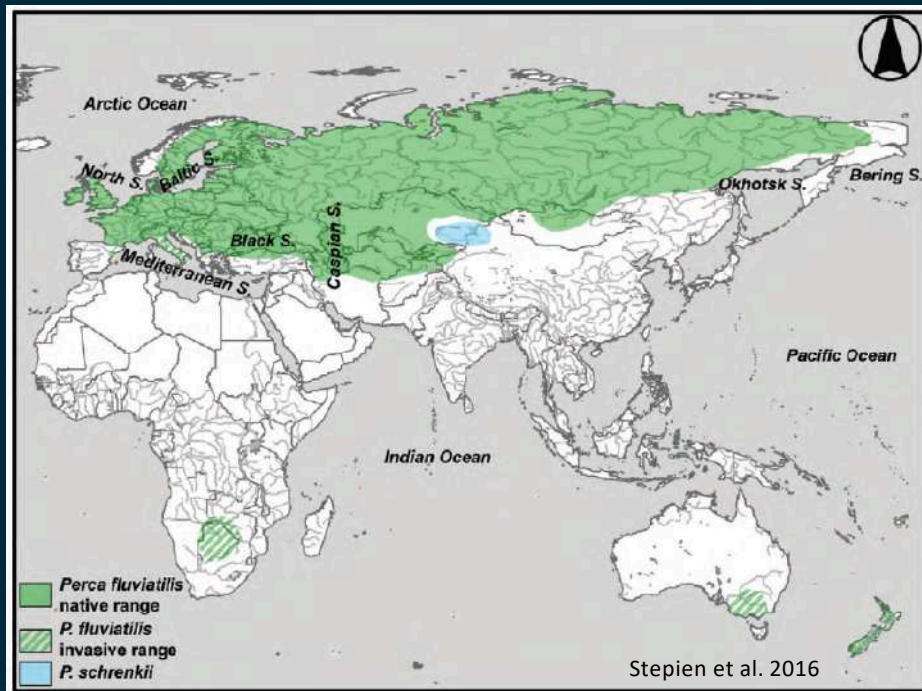 Arctic Ocean
North S.
Baltic S.
Okhotsk S.
Bering S.
Black S.
Caspian S.
Mediterranean S.
Pacific Ocean
Indian Ocean
Perca fluviatilis
native range
P. fluviatilis
invasive range
P. schrenkii
Stepien et al. 2016